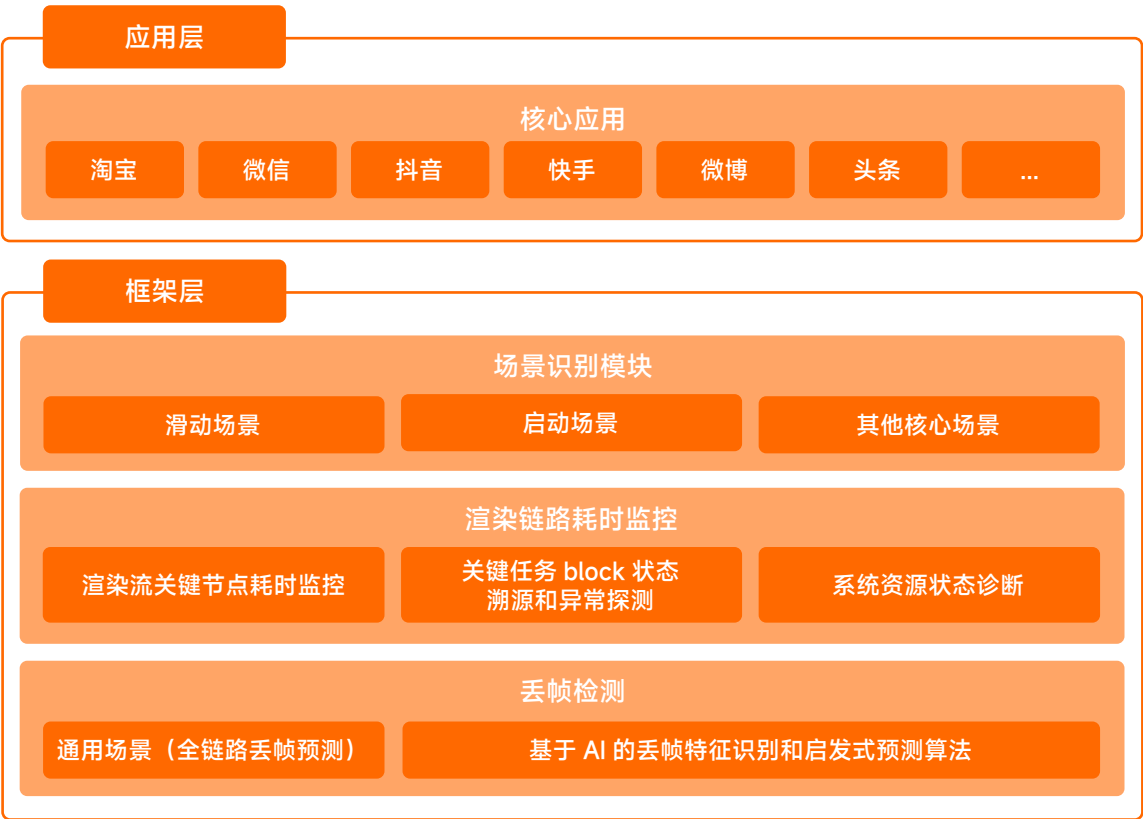 应用层
核心应用
淘宝
微信
抖音
快手
微博
头条
...
框架层
场景识别模块
滑动场景
启动场景
其他核心场景
渲染链路耗时监控
渲染流关键节点耗时监控
关键任务 block 状态
溯源和异常探测
系统资源状态诊断
丢帧检测
通用场景（全链路丢帧预测）
基于 AI 的丢帧特征识别和启发式预测算法